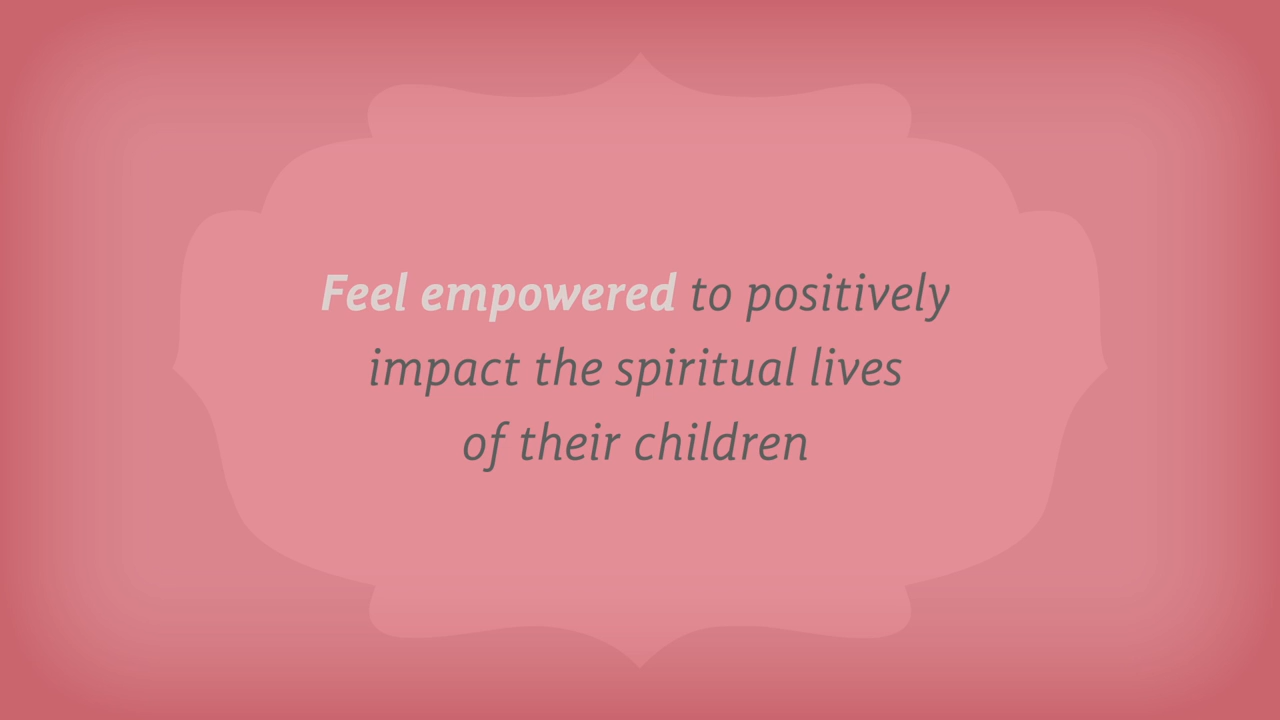 Feel empowered to positively
impact the spiritual lives
of their children